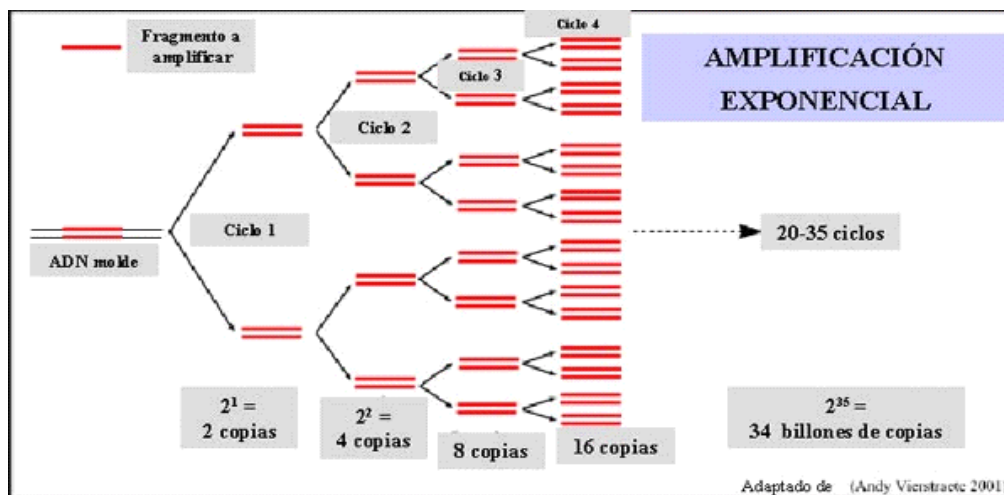 Fragmento a
amplificar
Ciclo 4
AMPLIFICACIÓN
EXPONENCIAL
Ciclo 3
Ciclo 2
Ciclo 1
ADN molde
20-35 ciclos
2¹ =
2 copias
2² =
4 copias
8 copias
16 copias
2³⁵ =
34 billones de copias
Adaptado de (Andy Vierstraete 2001)